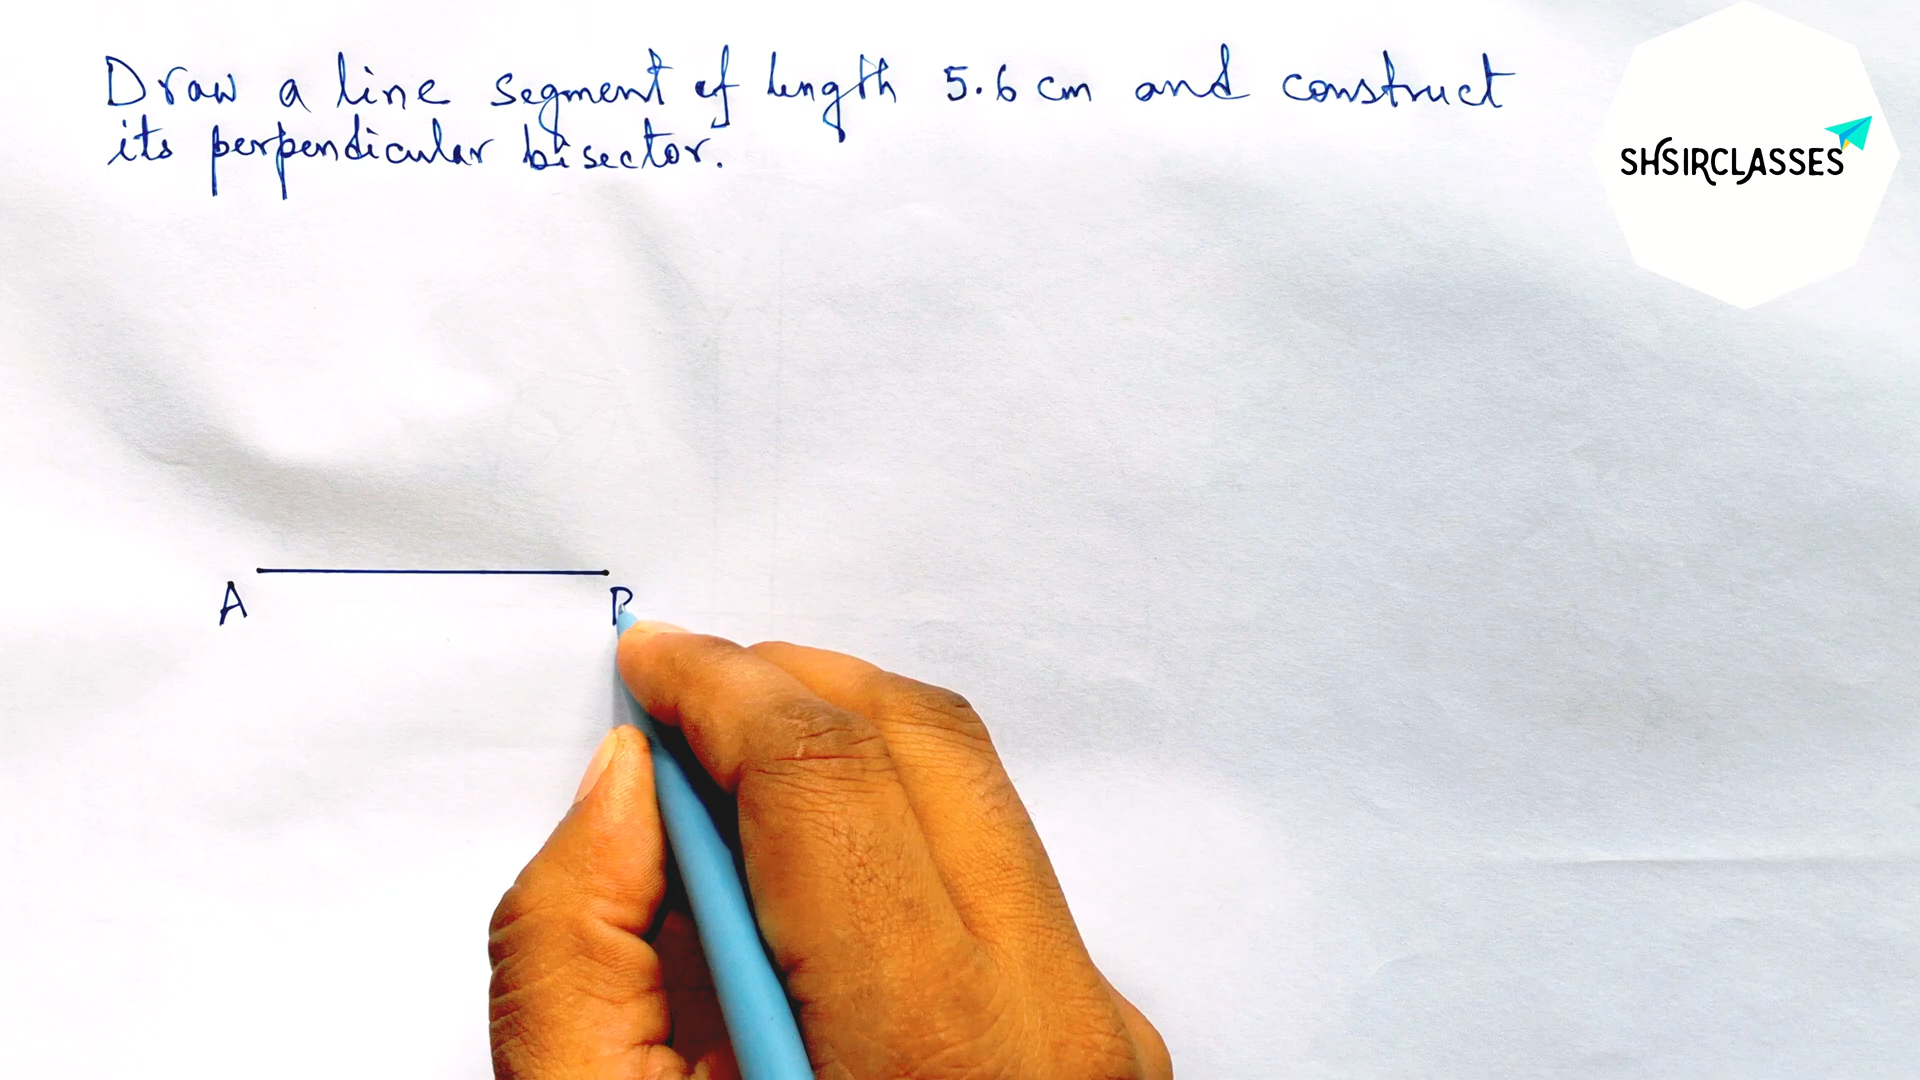 Draw a line segment of length 5.6 cm and construct
its perpendicular bisector.
SHSIRCLASSES
A